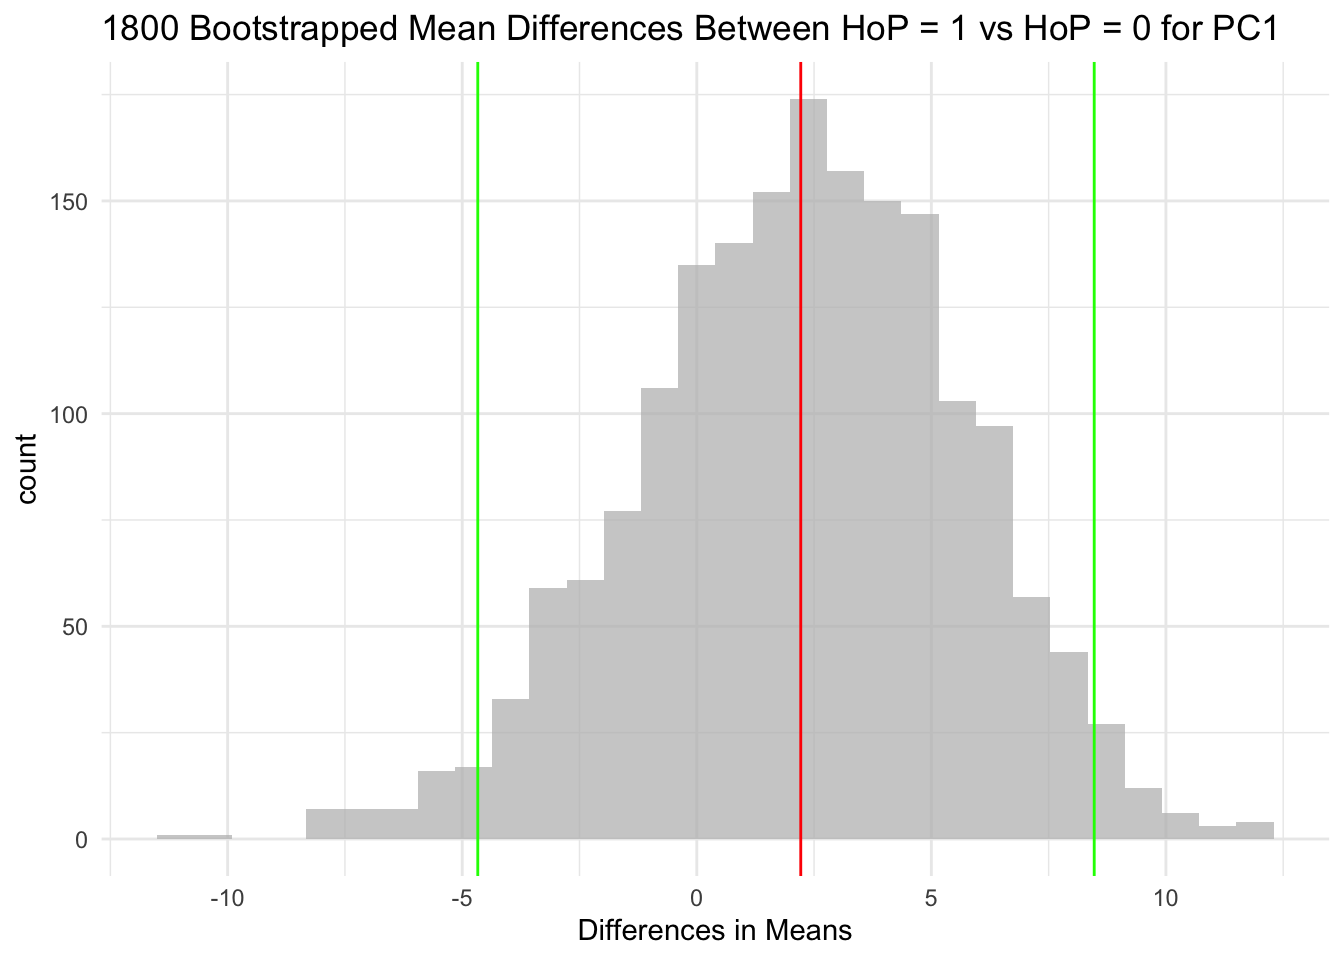 1800 Bootstrapped Mean Differences Between HoP = 1 vs HoP = 0 for PC1
150
100
50
0
count
-10 -5 0 5 10
Differences in Means